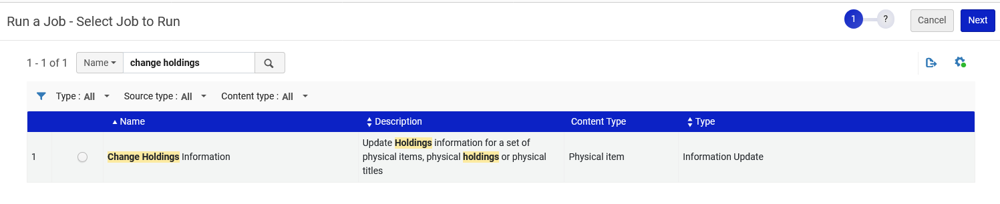 Run a Job - Select Job to Run
1
?
Cancel
Next
1 - 1 of 1
Name
change holdings
Type : All
Source type : All
Content type : All
Name
Description
Content Type
Type
1
Change Holdings Information
Update Holdings information for a set of
physical items, physical holdings or physical
titles
Physical item
Information Update